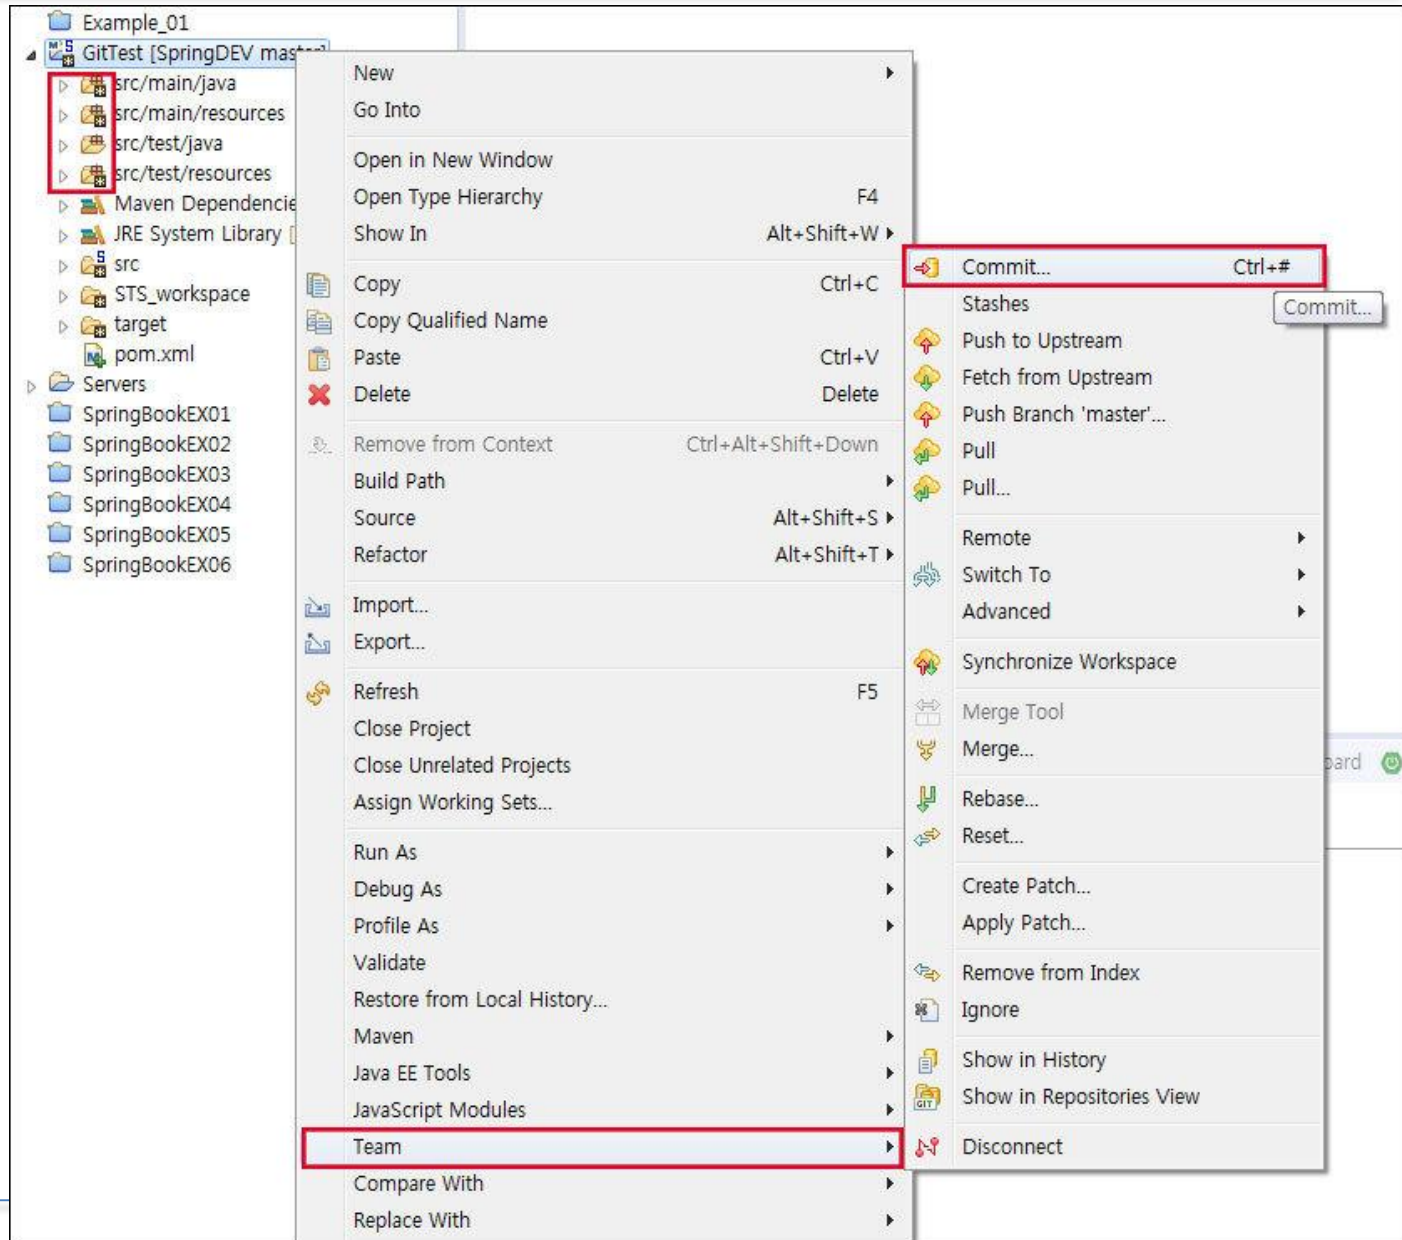 Example_01
GitTest [SpringDEV master]
src/main/java
src/main/resources
src/test/java
src/test/resources
Maven Dependencie
JRE System Library [
src
STS_workspace
target
pom.xml
Servers
SpringBookEX01
SpringBookEX02
SpringBookEX03
SpringBookEX04
SpringBookEX05
SpringBookEX06
New
Go Into
Open in New Window
Open Type Hierarchy F4
Show In Alt+Shift+W
Copy Ctrl+C
Copy Qualified Name
Paste Ctrl+V
Delete Delete
Remove from Context Ctrl+Alt+Shift+Down
Build Path
Source Alt+Shift+S
Refactor Alt+Shift+T
Import...
Export...
Refresh F5
Close Project
Close Unrelated Projects
Assign Working Sets...
Run As
Debug As
Profile As
Validate
Restore from Local History...
Maven
Java EE Tools
JavaScript Modules
Team
Compare With
Replace With
Commit... Ctrl+#
Commit...
Stashes
Push to Upstream
Fetch from Upstream
Push Branch 'master'...
Pull
Pull...
Remote
Switch To
Advanced
Synchronize Workspace
Merge Tool
Merge...
Rebase...
Reset...
Create Patch...
Apply Patch...
Remove from Index
Ignore
Show in History
GIT
Show in Repositories View
Disconnect